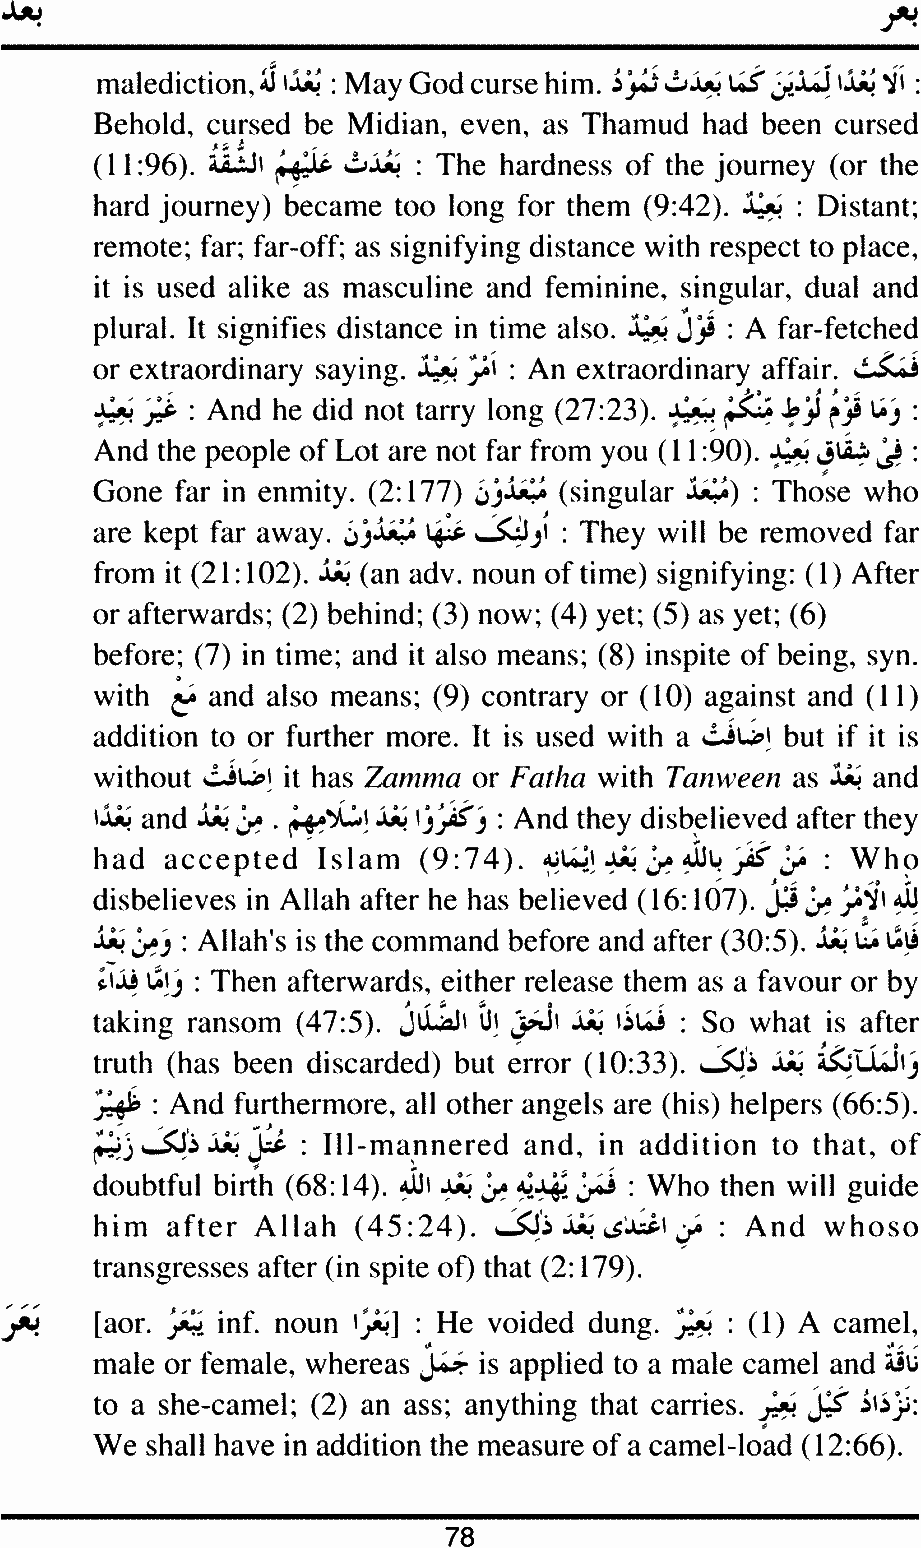 بعد بعر
malediction, بُعْدًا لَّهٗ : May God curse him. اَلَا بُعْدًا لِّمَدْيَنَ كَمَا بَعِدَتْ ثَمُوْدُ :
Behold, cursed be Midian, even, as Thamud had been cursed
(11:96). بَعُدَتْ عَلَيْهِمُ الشُّقَّةُ : The hardness of the journey (or the
hard journey) became too long for them (9:42). بَعِيْدٌ : Distant;
remote; far; far-off; as signifying distance with respect to place,
it is used alike as masculine and feminine, singular, dual and
plural. It signifies distance in time also. قَوْلٌ بَعِيْدٌ : A far-fetched
or extraordinary saying. اَمْرٌ بَعِيْدٌ : An extraordinary affair. فَمَكَثَ
غَيْرَ بَعِيْدٍ : And he did not tarry long (27:23). وَمَا قَوْمُ لُوْطٍ مِّنْكُمْ بِبَعِيْدٍ :
And the people of Lot are not far from you (11:90). فِىْ شِقَاقٍ بَعِيْدٍ :
Gone far in enmity. (2:177) مُبْعَدُوْنَ (singular مُبْعَدٌ) : Those who
are kept far away. اُولٰٓئِکَ عَنْهَا مُبْعَدُوْنَ : They will be removed far
from it (21:102). بَعْدُ (an adv. noun of time) signifying: (1) After
or afterwards; (2) behind; (3) now; (4) yet; (5) as yet; (6)
before; (7) in time; and it also means; (8) inspite of being, syn.
with مَعَ and also means; (9) contrary or (10) against and (11)
addition to or further more. It is used with a اِضَافَتْ but if it is
without اِضَافَتْ it has Zamma or Fatha with Tanween as بَعْدُ and
بَعْدًا and مِنْ بَعْدُ . وَكَفَرُوْا بَعْدَ اِسْلَامِهِمْ : And they disbelieved after they
had accepted Islam (9:74). مَنْ كَفَرَ بِاللّٰهِ مِنْ بَعْدِ اِيْمَانِهٖ : Who
disbelieves in Allah after he has believed (16:107). لِلّٰهِ الْاَمْرُ مِنْ قَبْلُ
وَمِنْ بَعْدُ : Allah's is the command before and after (30:5). فَاِمَّا مَنًّا بَعْدُ
وَاِمَّا فِدَآءً : Then afterwards, either release them as a favour or by
taking ransom (47:5). فَمَاذَا بَعْدَ الْحَقِّ اِلَّا الضَّلَالُ : So what is after
truth (has been discarded) but error (10:33). وَالْمَلَآئِكَةُ بَعْدَ ذٰلِکَ
ظَهِيْرٌ : And furthermore, all other angels are (his) helpers (66:5).
عُتُلٍّ بَعْدَ ذٰلِکَ زَنِيْمٍ : Ill-mannered and, in addition to that, of
doubtful birth (68:14). فَمَنْ يَّهْدِيْهِ مِنْ بَعْدِ اللّٰهِ : Who then will guide
him after Allah (45:24). مَنِ اعْتَدٰى بَعْدَ ذٰلِکَ : And whoso
transgresses after (in spite of) that (2:179).
بَعَرَ [aor. يَبْعَرُ inf. noun بَعْرًا] : He voided dung. بَعِيْرٌ : (1) A camel,
male or female, whereas جَمَلٌ is applied to a male camel and نَاقَةٌ
to a she-camel; (2) an ass; anything that carries. نَزْدَادُ كَيْلَ بَعِيْرٍ:
We shall have in addition the measure of a camel-load (12:66).
78